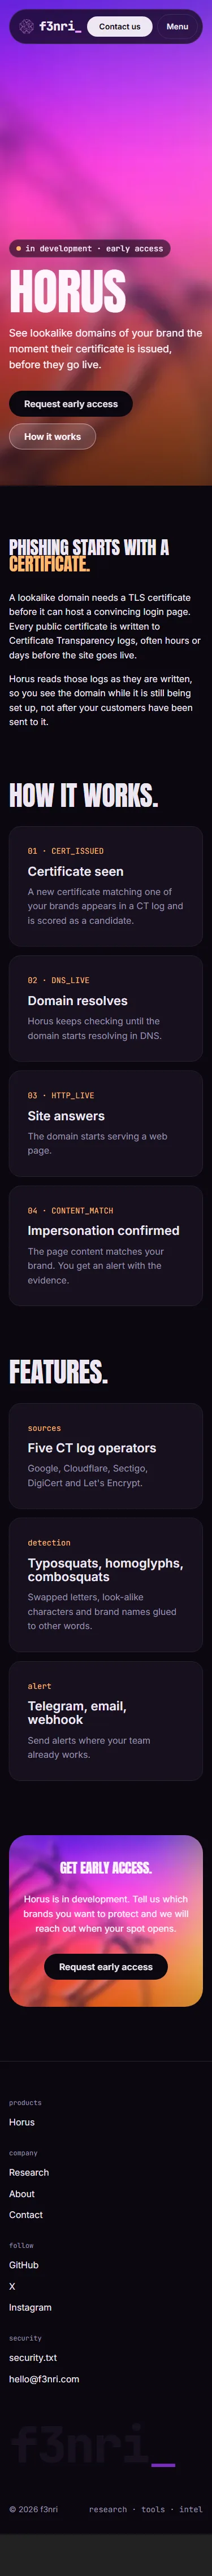 f3nri_ Contact us Menu
in development · early access
HORUS
See lookalike domains of your brand the
moment their certificate is issued,
before they go live.
Request early access
How it works
PHISHING STARTS WITH A
CERTIFICATE.
A lookalike domain needs a TLS certificate
before it can host a convincing login page.
Every public certificate is written to
Certificate Transparency logs, often hours or
days before the site goes live.
Horus reads those logs as they are written,
so you see the domain while it is still being
set up, not after your customers have been
sent to it.
HOW IT WORKS.
01 · CERT_ISSUED
Certificate seen
A new certificate matching one of
your brands appears in a CT log and
is scored as a candidate.
02 · DNS_LIVE
Domain resolves
Horus keeps checking until the
domain starts resolving in DNS.
03 · HTTP_LIVE
Site answers
The domain starts serving a web
page.
04 · CONTENT_MATCH
Impersonation confirmed
The page content matches your
brand. You get an alert with the
evidence.
FEATURES.
sources
Five CT log operators
Google, Cloudflare, Sectigo,
DigiCert and Let's Encrypt.
detection
Typosquats, homoglyphs,
combosquats
Swapped letters, look-alike
characters and brand names glued
to other words.
alert
Telegram, email,
webhook
Send alerts where your team
already works.
GET EARLY ACCESS.
Horus is in development. Tell us which
brands you want to protect and we will
reach out when your spot opens.
Request early access
products
Horus
company
Research
About
Contact
follow
GitHub
X
Instagram
security
security.txt
hello@f3nri.com
f3nri_
© 2026 f3nri research · tools · intel